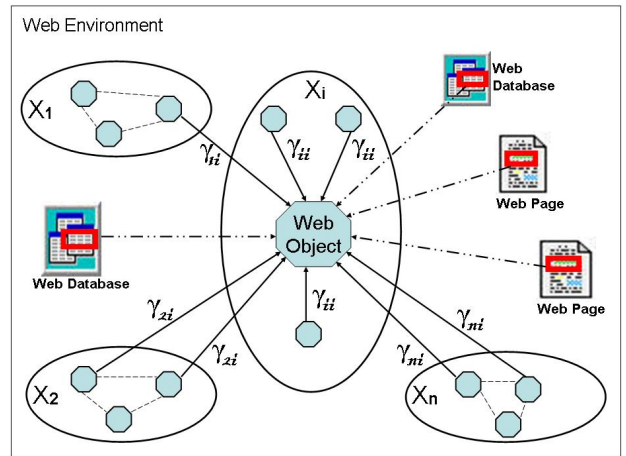 Web Environment
X1
Xi
Web
Database
γ1i
γii
γii
Web Page
Web
Object
Web Database
Web Page
γii
γ2i
γ2i
γni
γni
X2
Xn